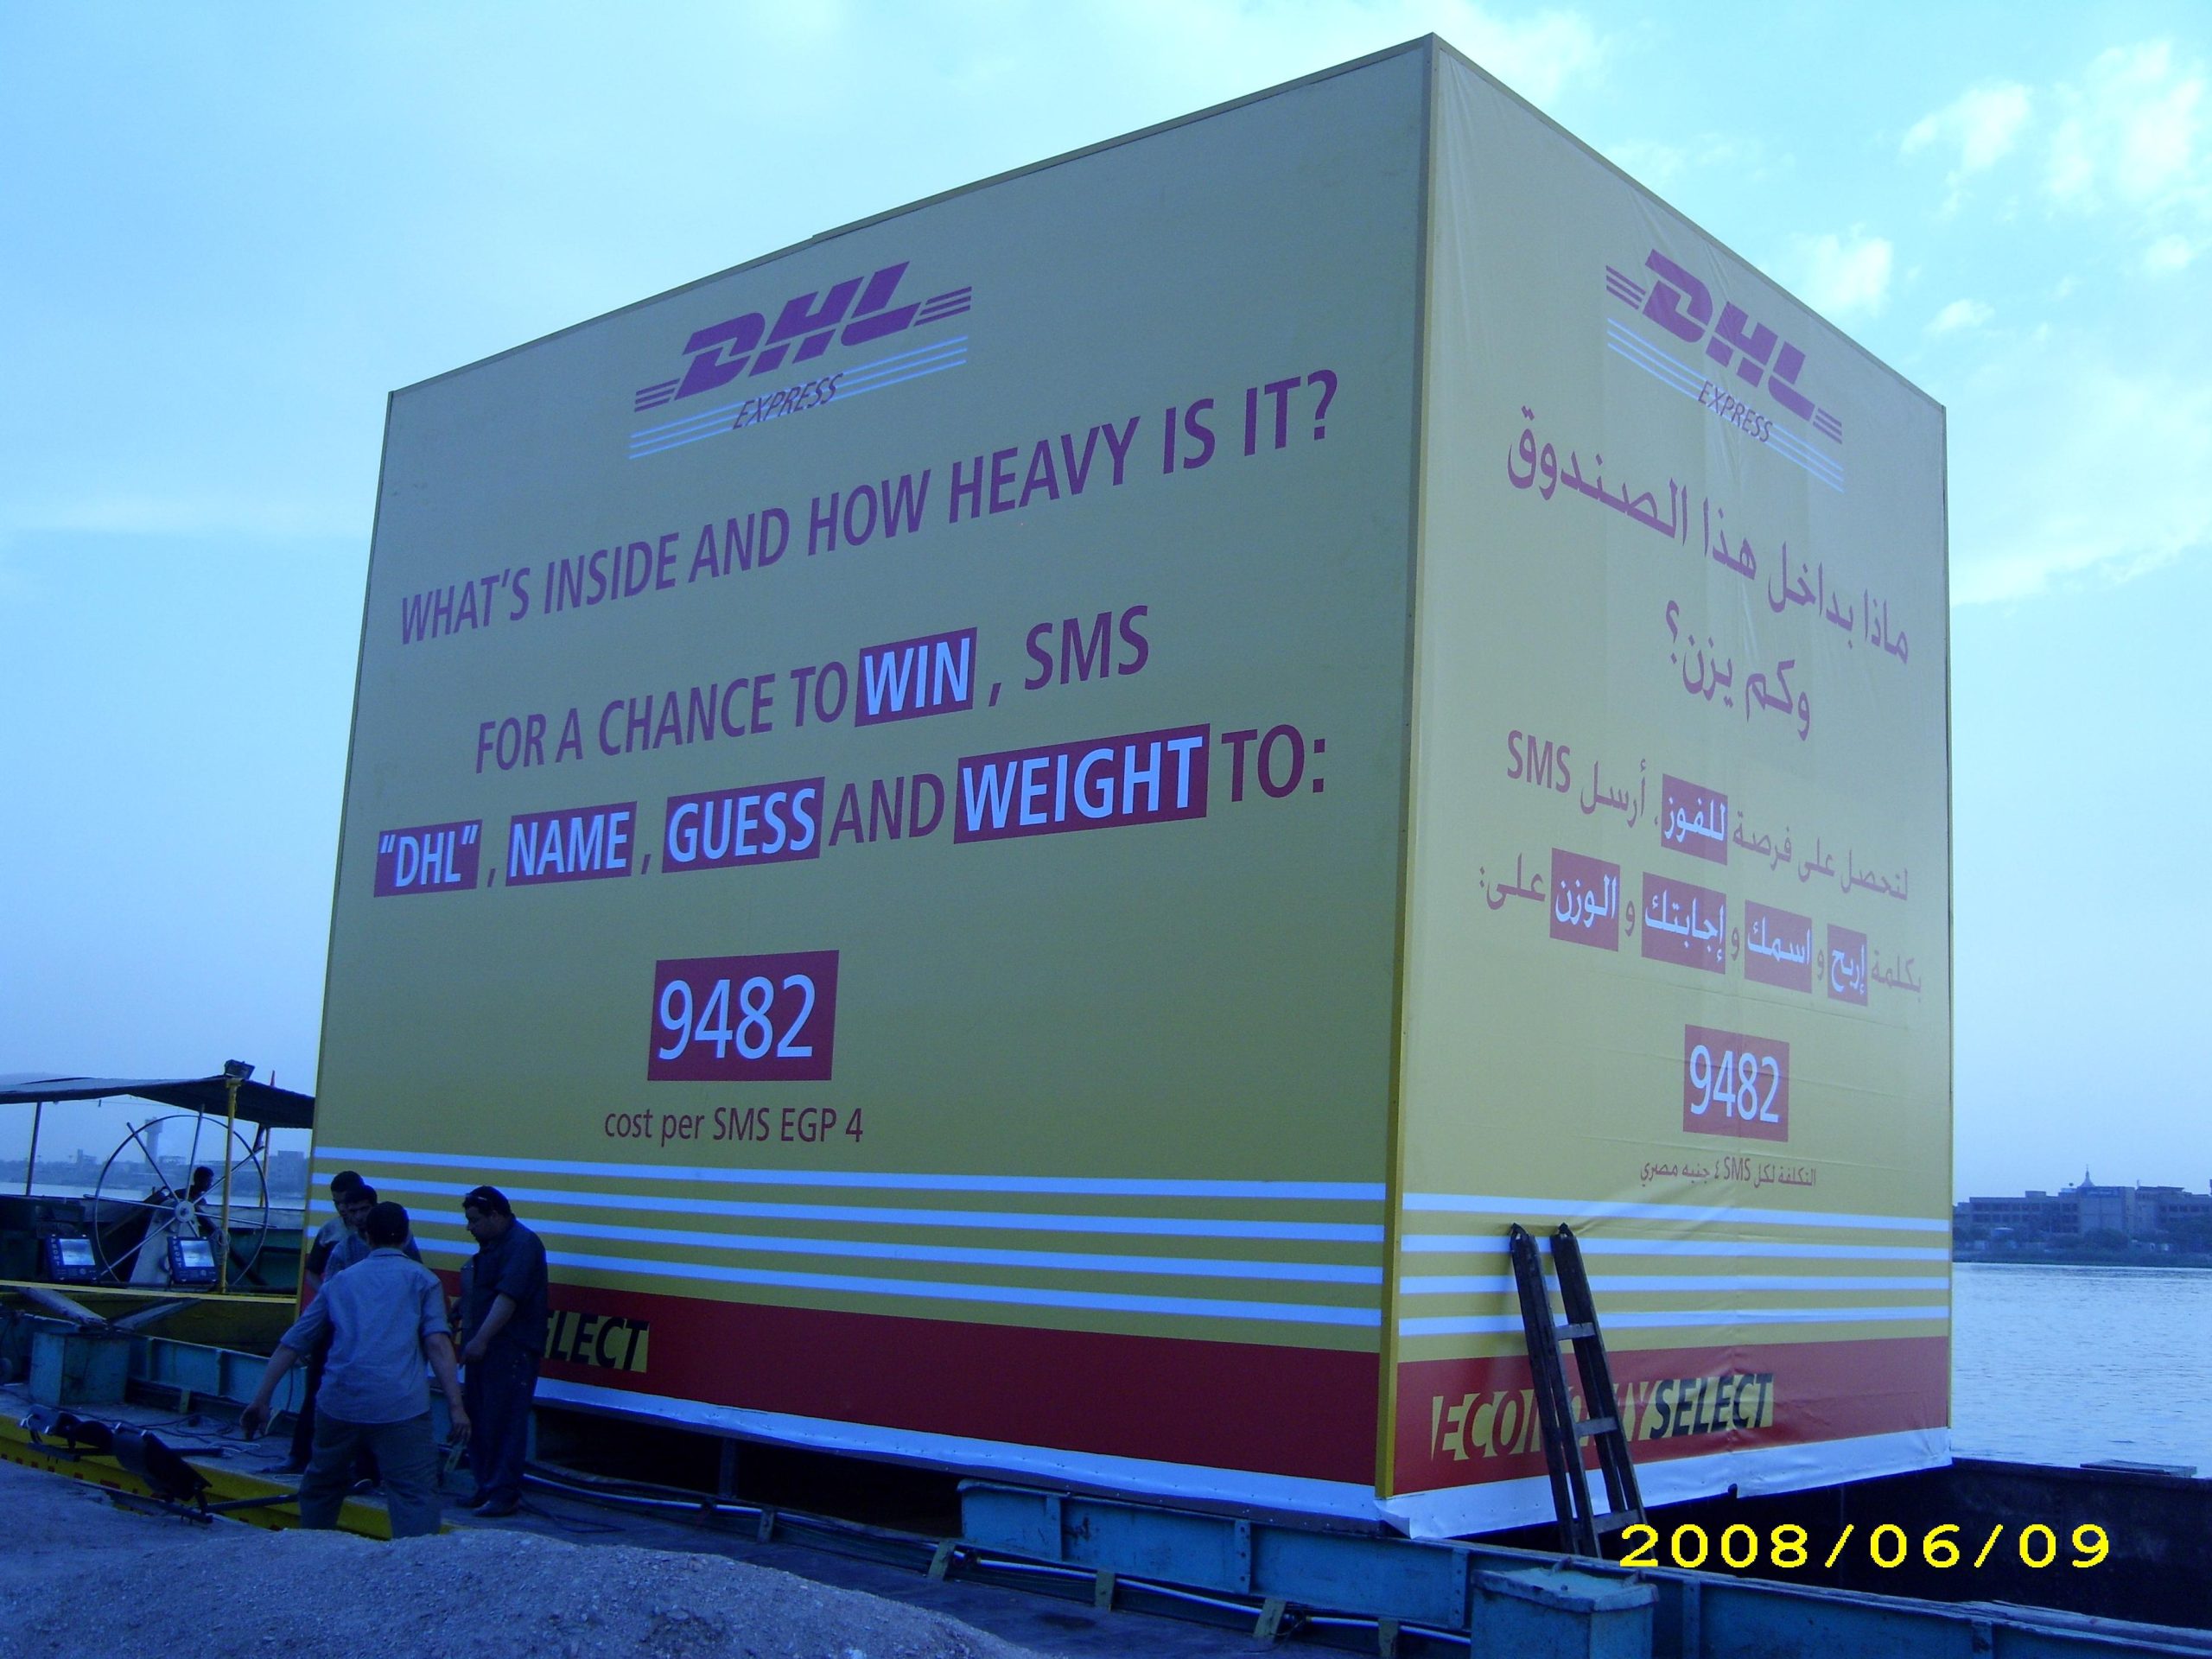 DHL
EXPRESS
WHAT'S INSIDE AND HOW HEAVY IS IT?
FOR A CHANCE TO WIN, SMS
"DHL", NAME, GUESS AND WEIGHT TO:
9482
cost per SMS EGP 4
DHL
EXPRESS
ماذا بداخل هذا الصندوق
وكم يزن؟
لتحصل على فرصة للفوز، أرسل SMS
بكلمة إربح و اسمك و إجابتك و الوزن على:
9482
التكلفة لكل SMS ٤ جنيه مصري
ECONOMYSELECT
2008/06/09